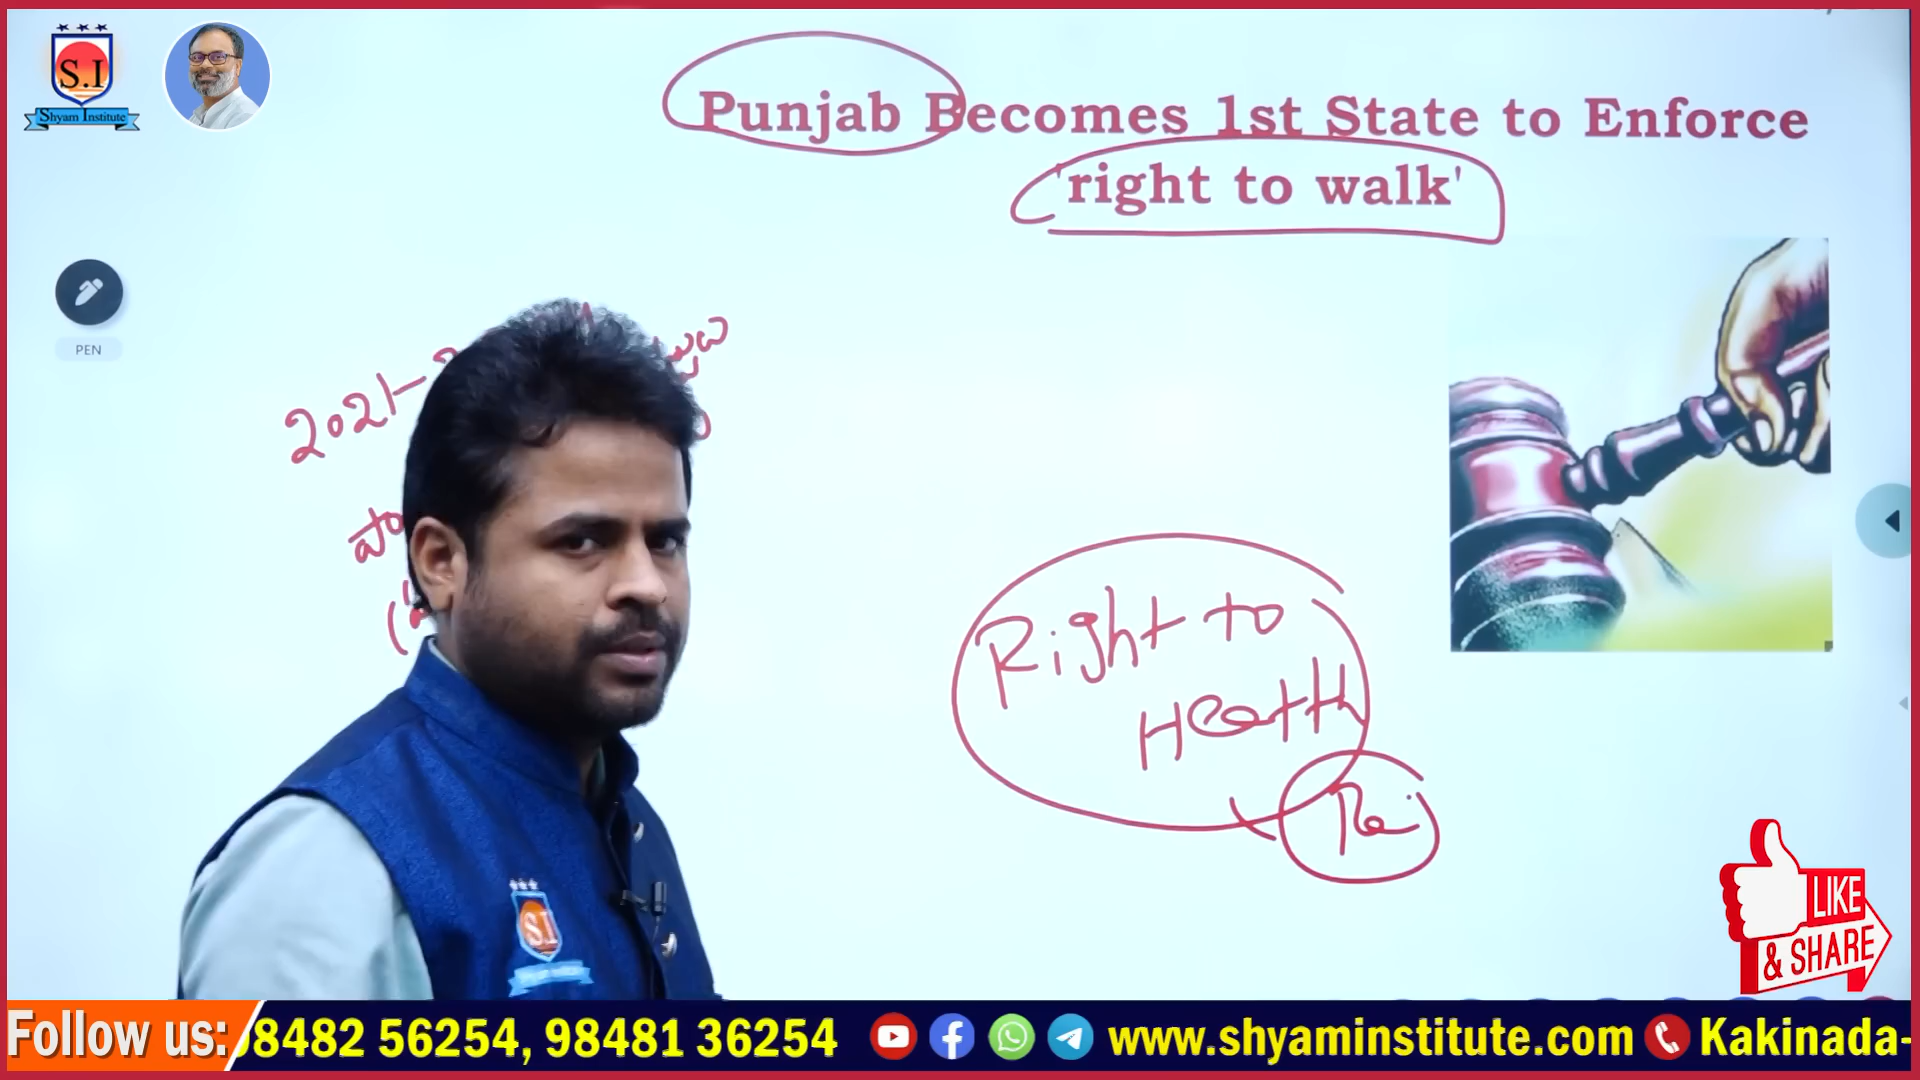 S.I
Shyam Institute
Punjab Becomes 1st State to Enforce
'right to walk'
PEN
2021-
Right to
Health
Raj
S.I
LIKE
& SHARE
Follow us:
98482 56254, 98481 36254
www.shyaminstitute.com
Kakinada-